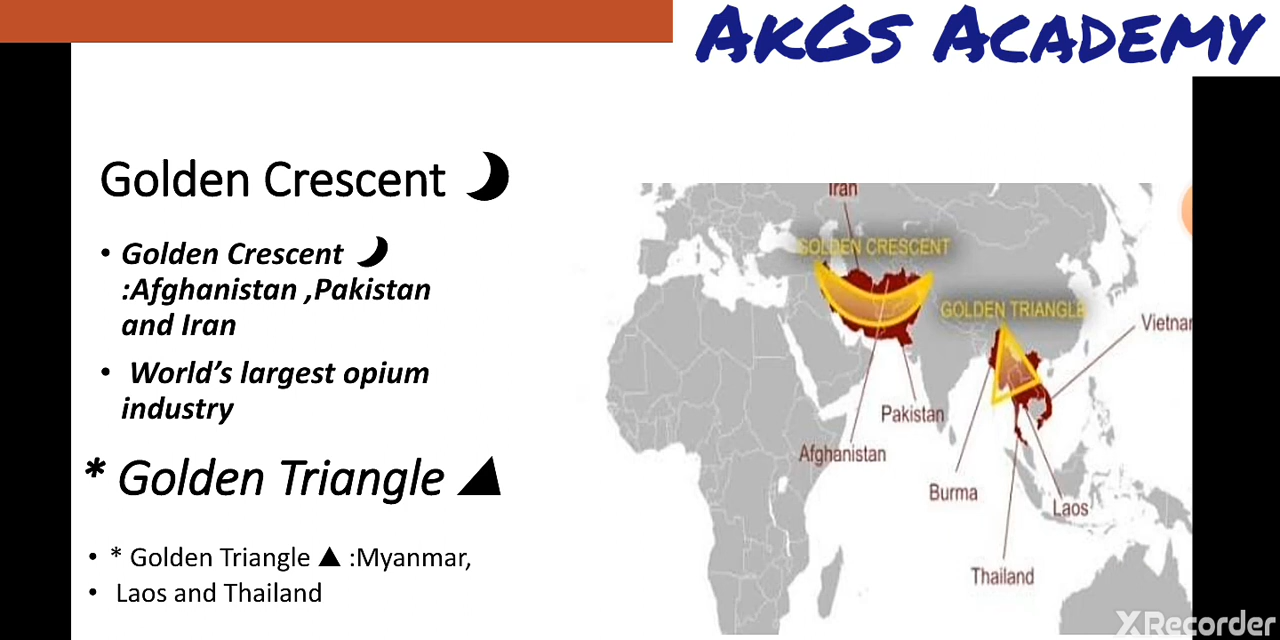 AkGs Academy
Golden Crescent
• Golden Crescent
:Afghanistan ,Pakistan
and Iran
• World's largest opium
industry
* Golden Triangle ▲
• * Golden Triangle ▲ :Myanmar,
• Laos and Thailand
Iran
GOLDEN CRESCENT
GOLDEN TRIANGLE
Vietnar
Pakistan
Afghanistan
Burma
Laos
Thailand
XRecorder